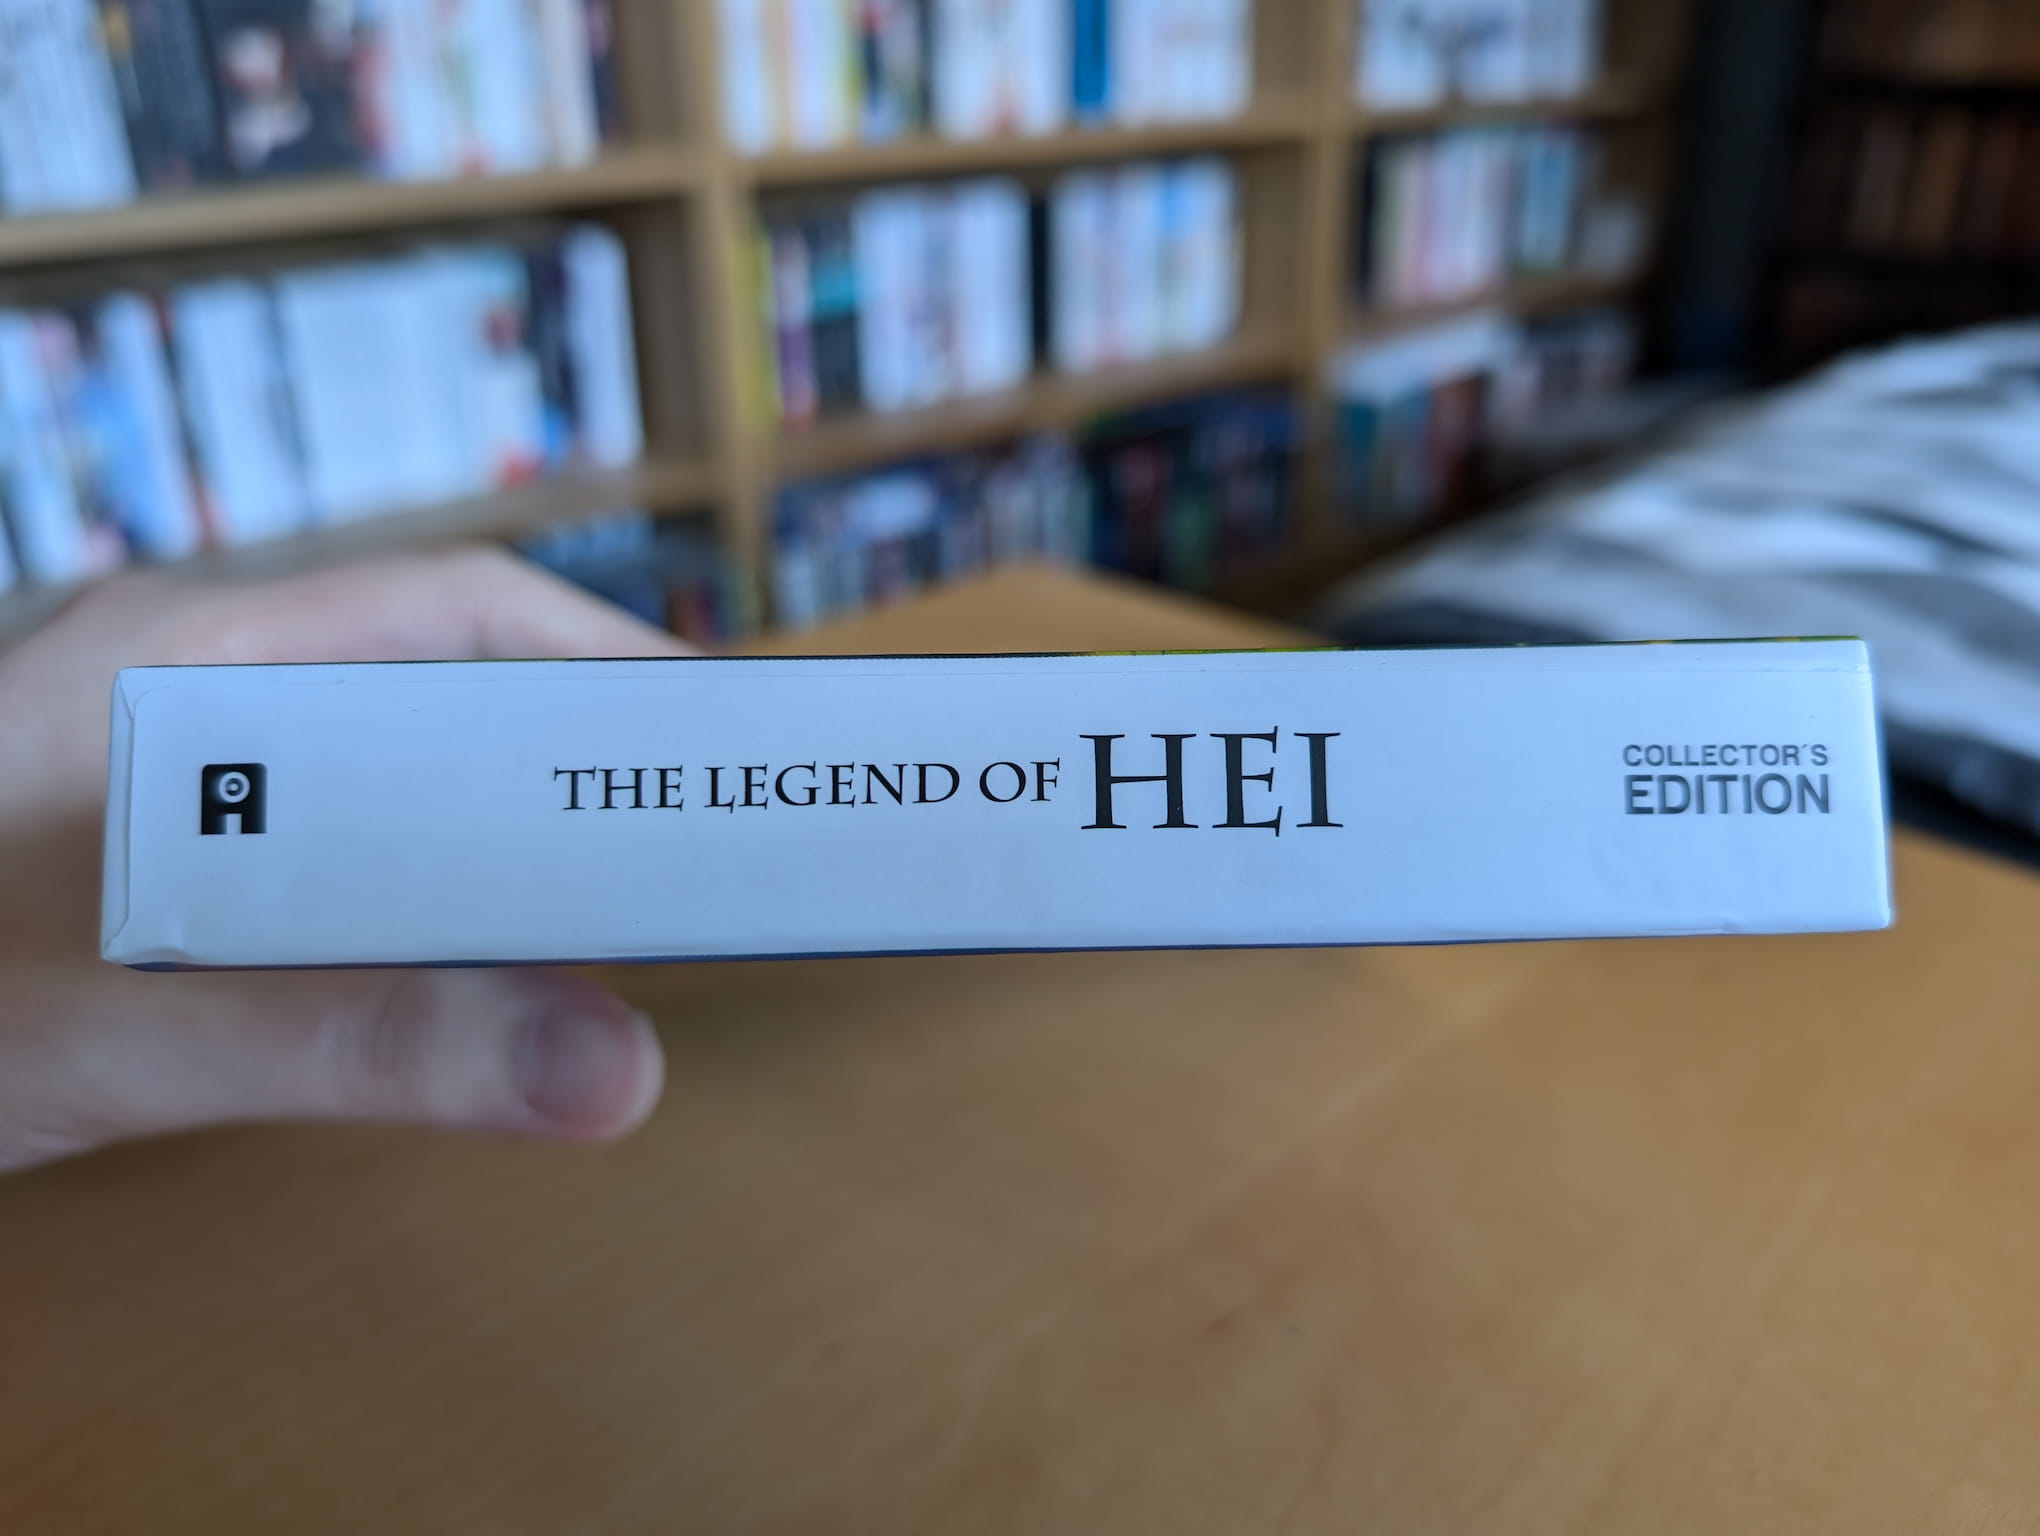 THE LEGEND OF HEI
COLLECTOR´S
EDITION